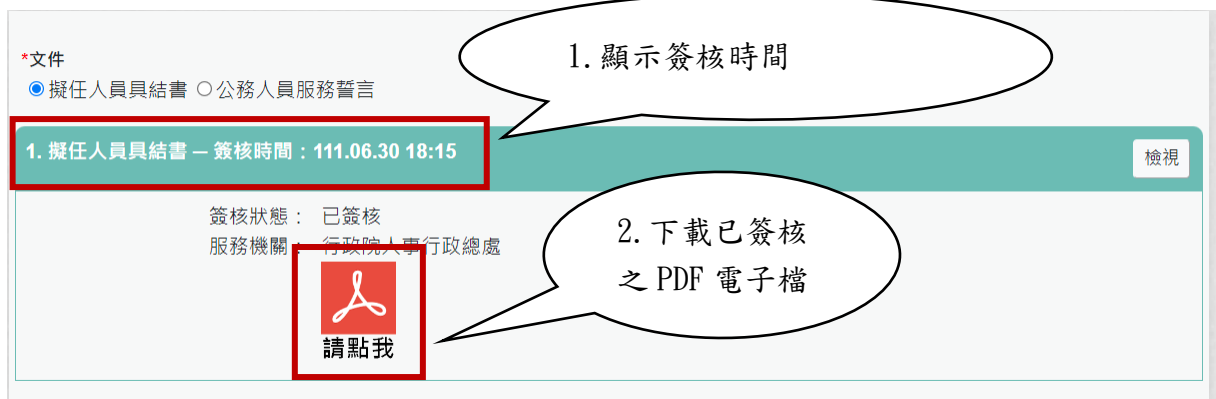 1.顯示簽核時間
*文件
擬任人員具結書 公務人員服務誓言
1. 擬任人員具結書 ─ 簽核時間：111.06.30 18:15
檢視
簽核狀態： 已簽核
服務機關： 行政院人事行政總處
2.下載已簽核
之 PDF 電子檔
請點我